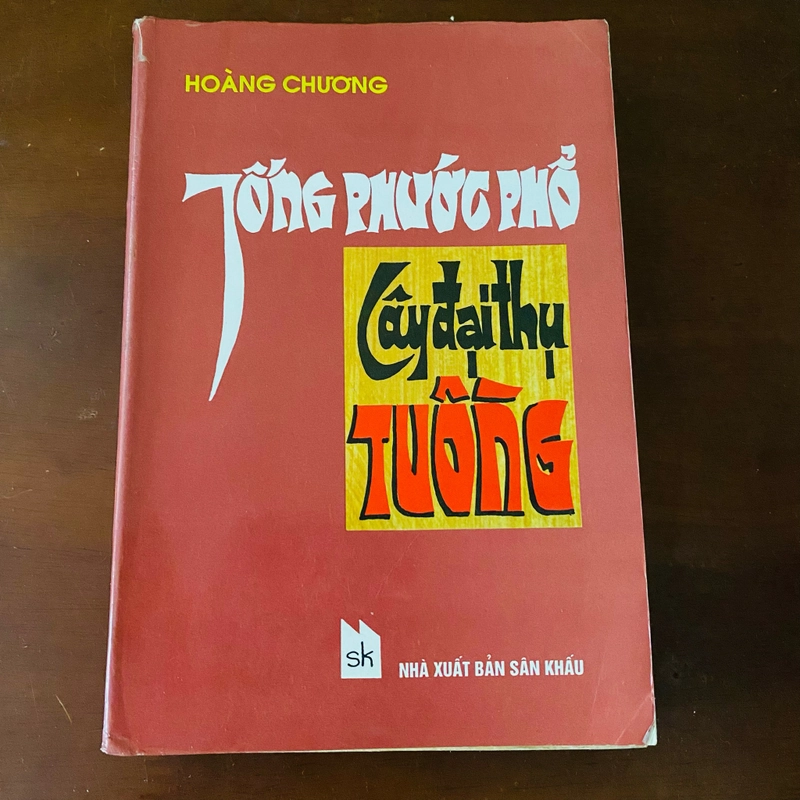 HOÀNG CHƯƠNG
TỐNG PHƯỚC PHỔ
Cây đại thụ
TUỒNG
sk
NHÀ XUẤT BẢN SÂN KHẤU